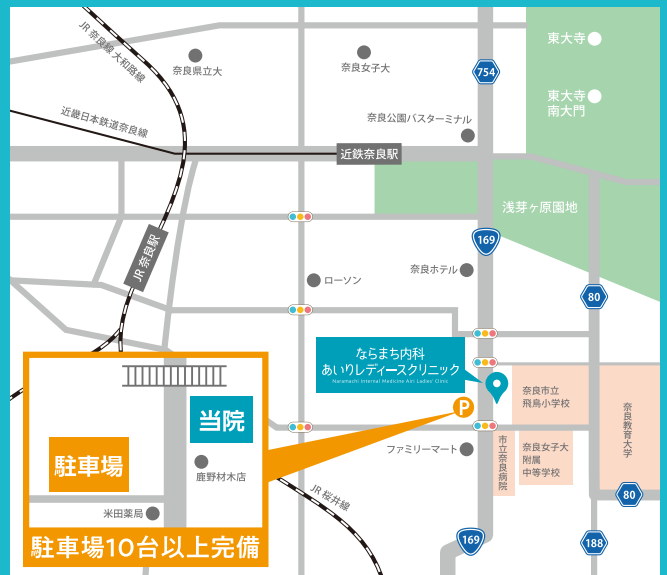 JR 奈良線 大和路線
奈良県立大
奈良女子大
754
東大寺
東大寺
南大門
近畿日本鉄道奈良線
奈良公園バスターミナル
近鉄奈良駅
浅芽ヶ原園地
169
JR 奈良駅
奈良ホテル
ローソン
80
ならまち内科
あいりレディースクリニック
Naramachi Internal Medicine Airi Ladies' Clinic
P
奈良市立
飛鳥小学校
奈良教育大学
ファミリーマート
市立奈良病院
奈良女子大
附属
中等学校
80
当院
駐車場
鹿野材木店
米田薬局
駐車場10台以上完備
JR 桜井線
169
188